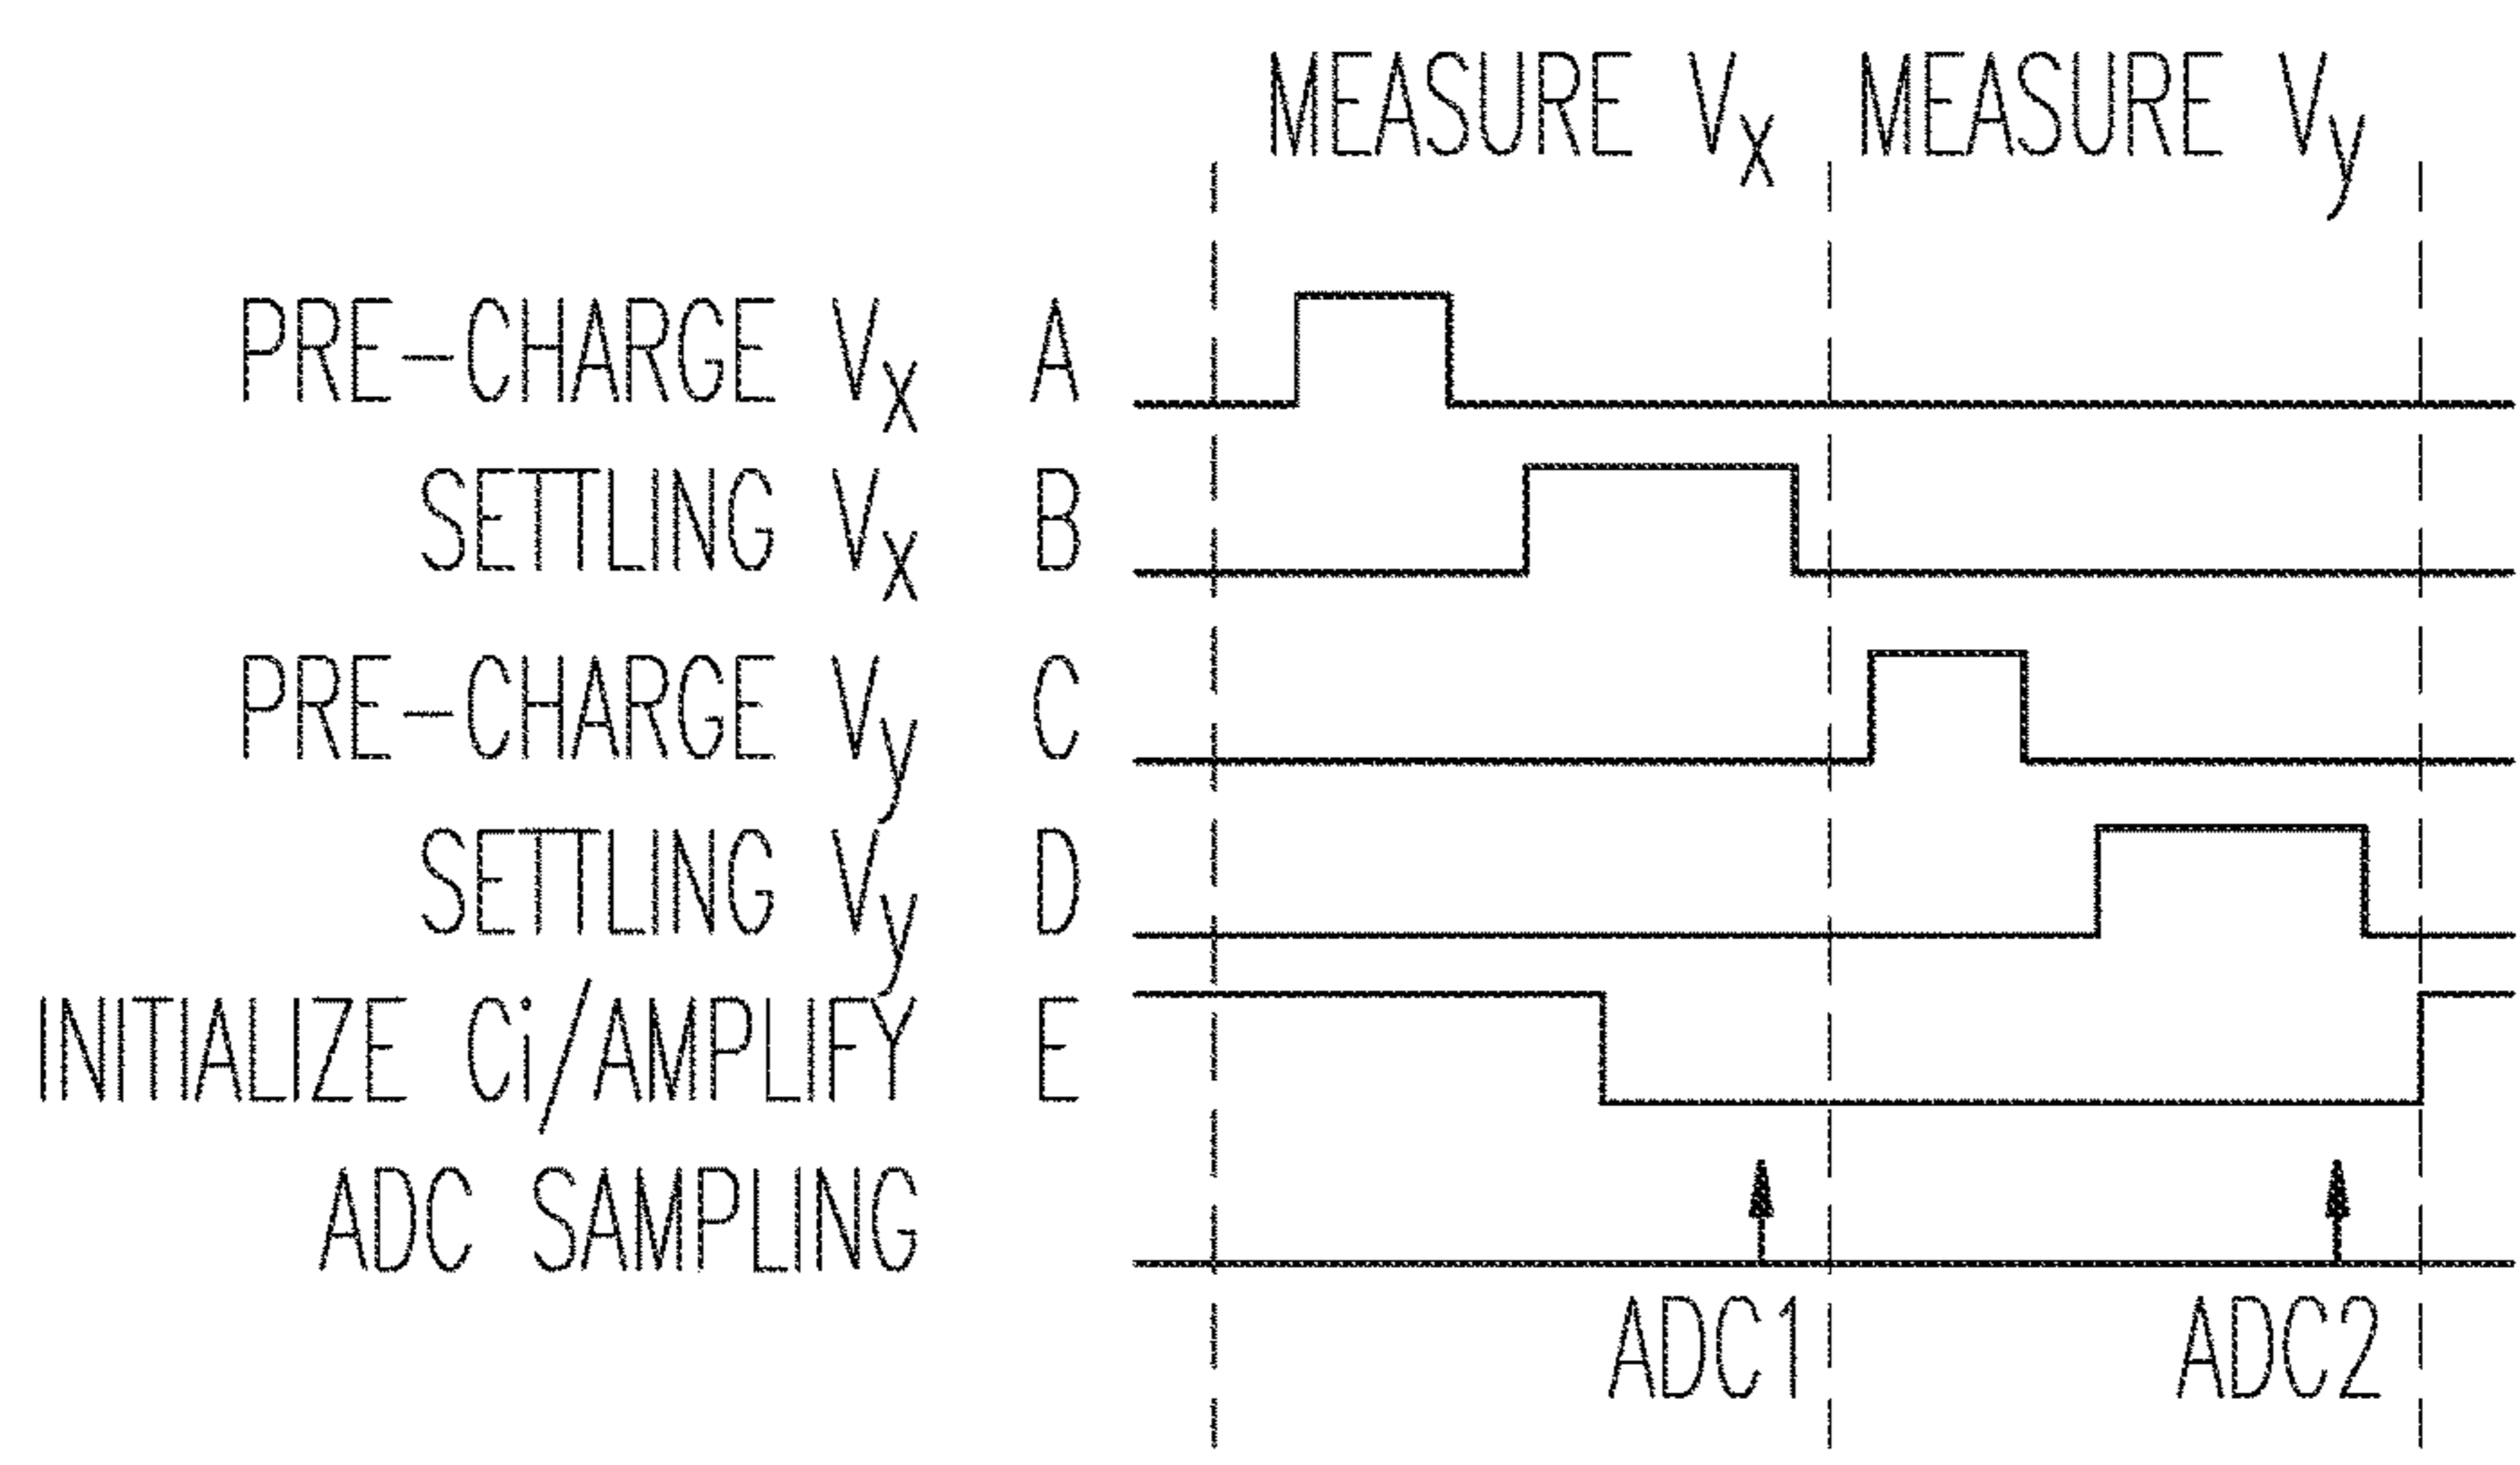 MEASURE Vx MEASURE Vy
PRE-CHARGE Vx A
SETTLING Vx B
PRE-CHARGE Vy C
SETTLING Vy D
INITIALIZE Ci/AMPLIFY E
ADC SAMPLING
ADC1 ADC2